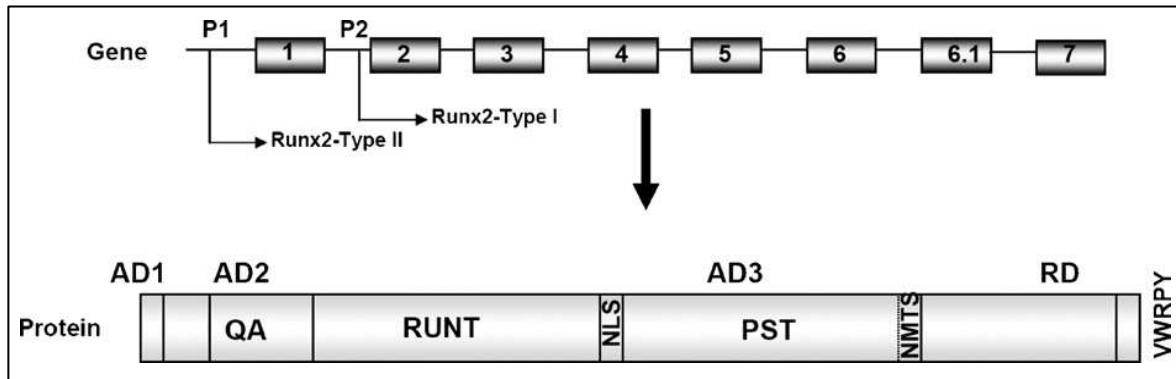 P1 P2
Gene 1 2 3 4 5 6 6.1 7
Runx2-Type I
Runx2-Type II
AD1 AD2 AD3 RD
Protein QA RUNT NLS PST NMTS VWRPY